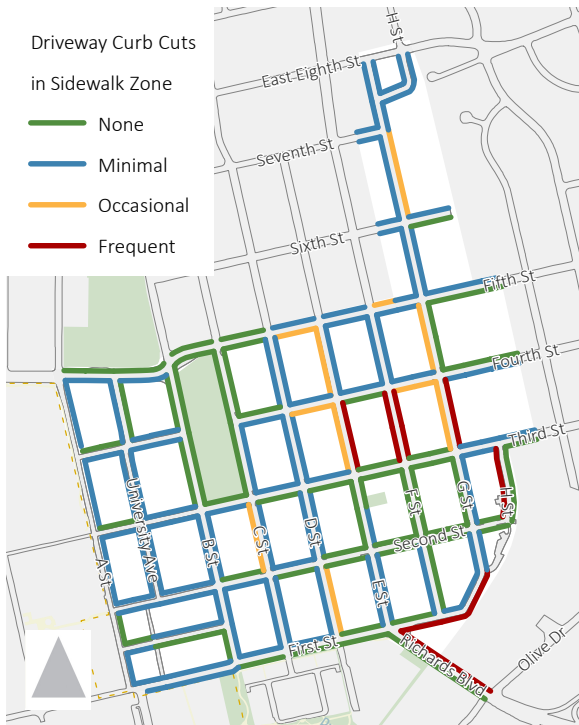 Driveway Curb Cuts
in Sidewalk Zone
None
Minimal
Occasional
Frequent
H St
East Eighth St
Seventh St
Sixth St
Fifth St
Fourth St
Third St
University Ave
A St
B St
C St
D St
E St
F St
G St
H St
Second St
First St
Richards Blvd
Olive Dr